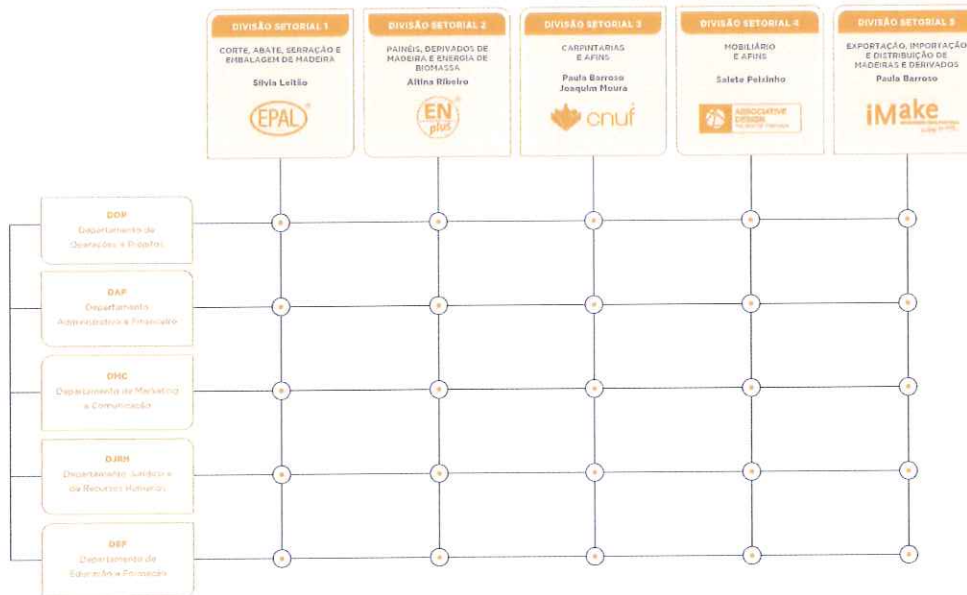 DIVISÃO SETORIAL 1
CORTE, ABATE, SERRAÇÃO E
EMBALAGEM DE MADEIRA
Sílvia Leitão
EPAL
DIVISÃO SETORIAL 2
PAINÉIS, DERIVADOS DE
MADEIRA E ENERGIA DE
BIOMASSA
Altina Ribeiro
EN
plus
DIVISÃO SETORIAL 3
CARPINTARIAS
E AFINS
Paula Barroso
Joaquim Moura
cnuf
DIVISÃO SETORIAL 4
MOBILIÁRIO
E AFINS
Salete Peixinho
ASSOCIATIVE
DESIGN
DIVISÃO SETORIAL 5
EXPORTAÇÃO, IMPORTAÇÃO
E DISTRIBUIÇÃO DE
MADEIRAS E DERIVADOS
Paula Barroso
iMake
DOP
Departamento de
Operações e Projetos
DAF
Departamento
Administrativo e Financeiro
DMC
Departamento de Marketing
e Comunicação
DJRH
Departamento Jurídico e
de Recursos Humanos
DEF
Departamento de
Educação e Formação